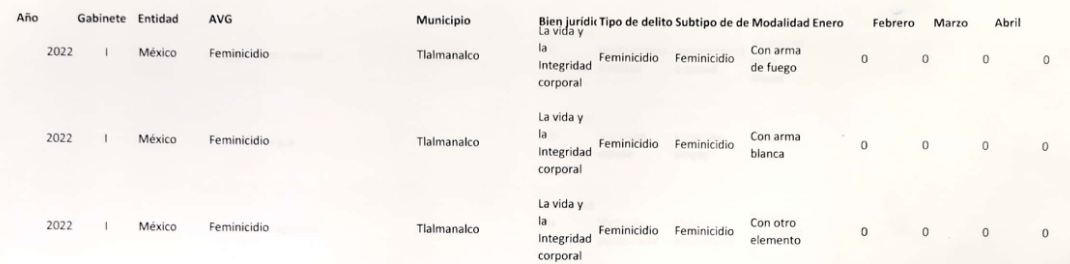 Año Gabinete Entidad AVG Municipio Bien jurídic Tipo de delito Subtipo de de Modalidad Enero Febrero Marzo Abril
2022 I México Feminicidio Tlalmanalco La vida y la Integridad corporal Feminicidio Feminicidio Con arma de fuego 0 0 0 0
2022 I México Feminicidio Tlalmanalco La vida y la Integridad corporal Feminicidio Feminicidio Con arma blanca 0 0 0 0
2022 I México Feminicidio Tlalmanalco La vida y la Integridad corporal Feminicidio Feminicidio Con otro elemento 0 0 0 0